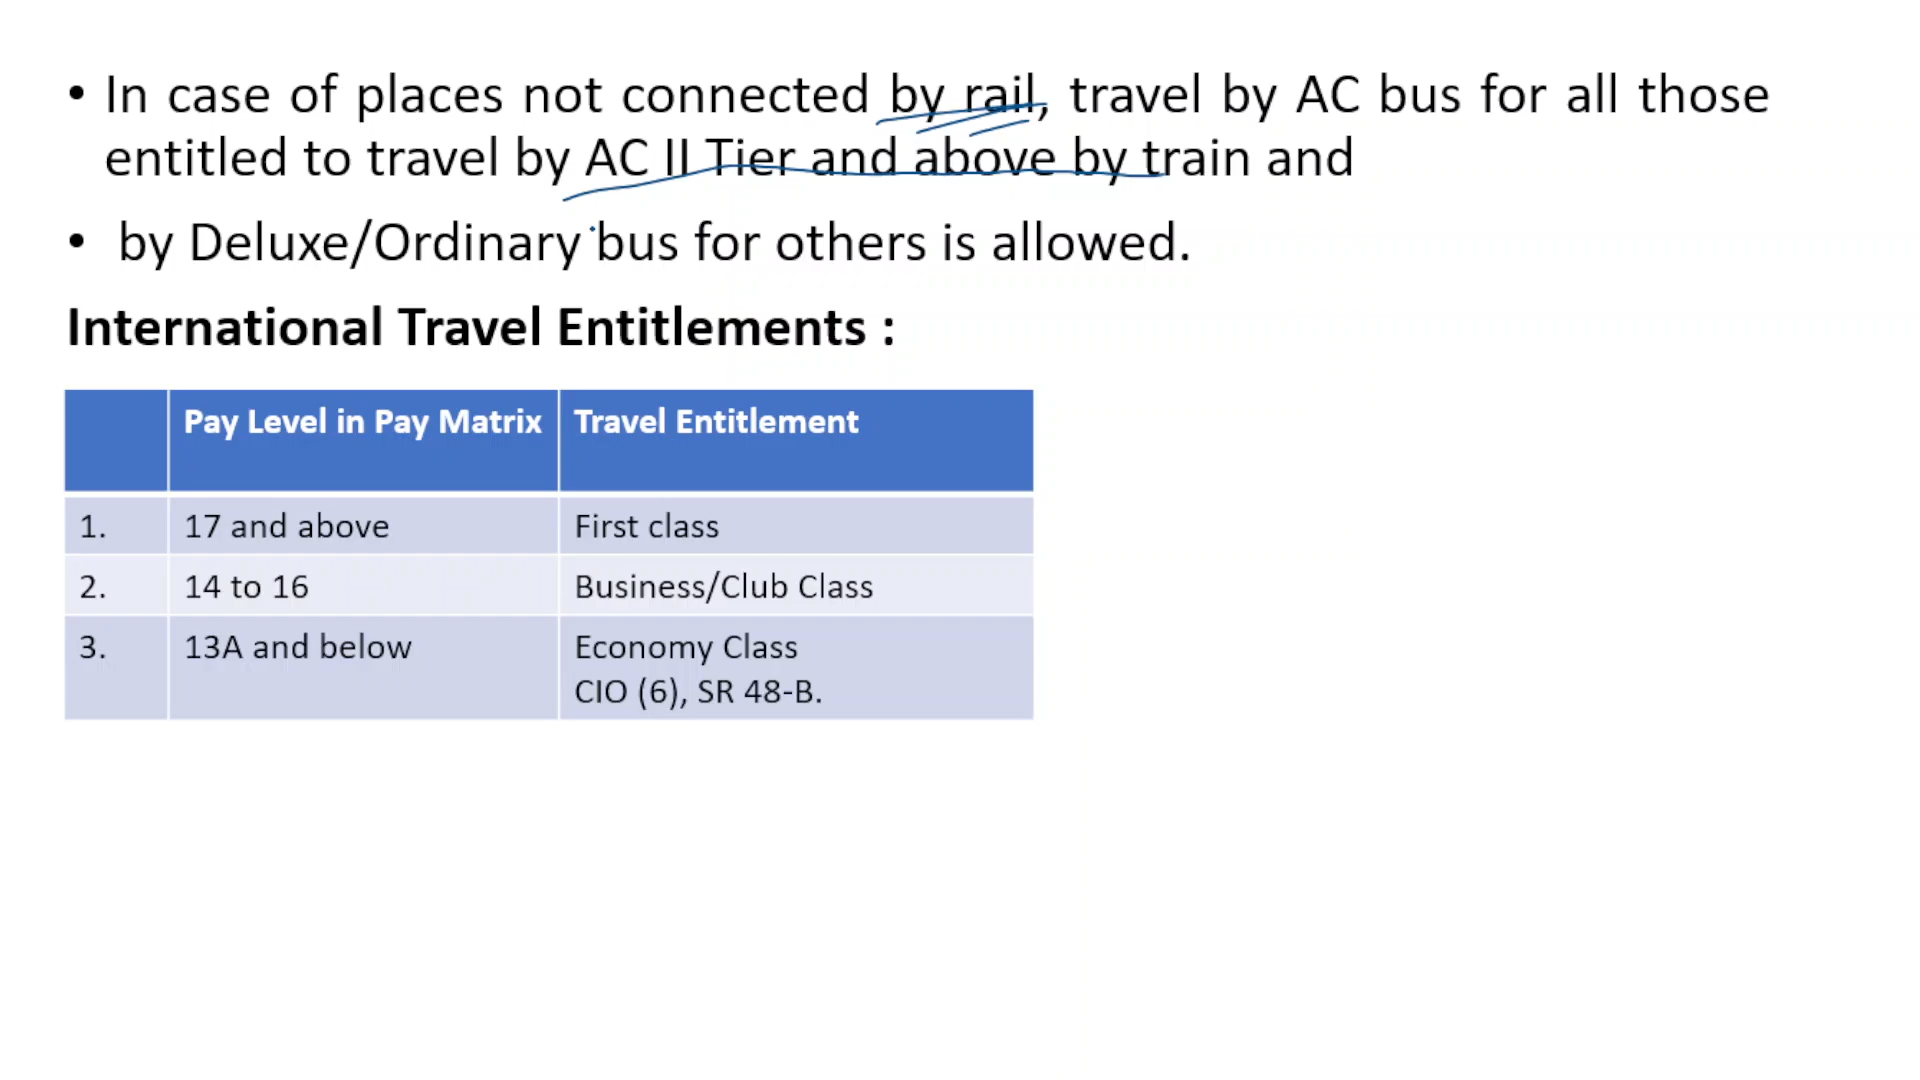 • In case of places not connected by rail, travel by AC bus for all those
entitled to travel by AC II Tier and above by train and
• by Deluxe/Ordinary bus for others is allowed.
International Travel Entitlements :
Pay Level in Pay Matrix Travel Entitlement
1. 17 and above First class
2. 14 to 16 Business/Club Class
3. 13A and below Economy Class
CIO (6), SR 48-B.